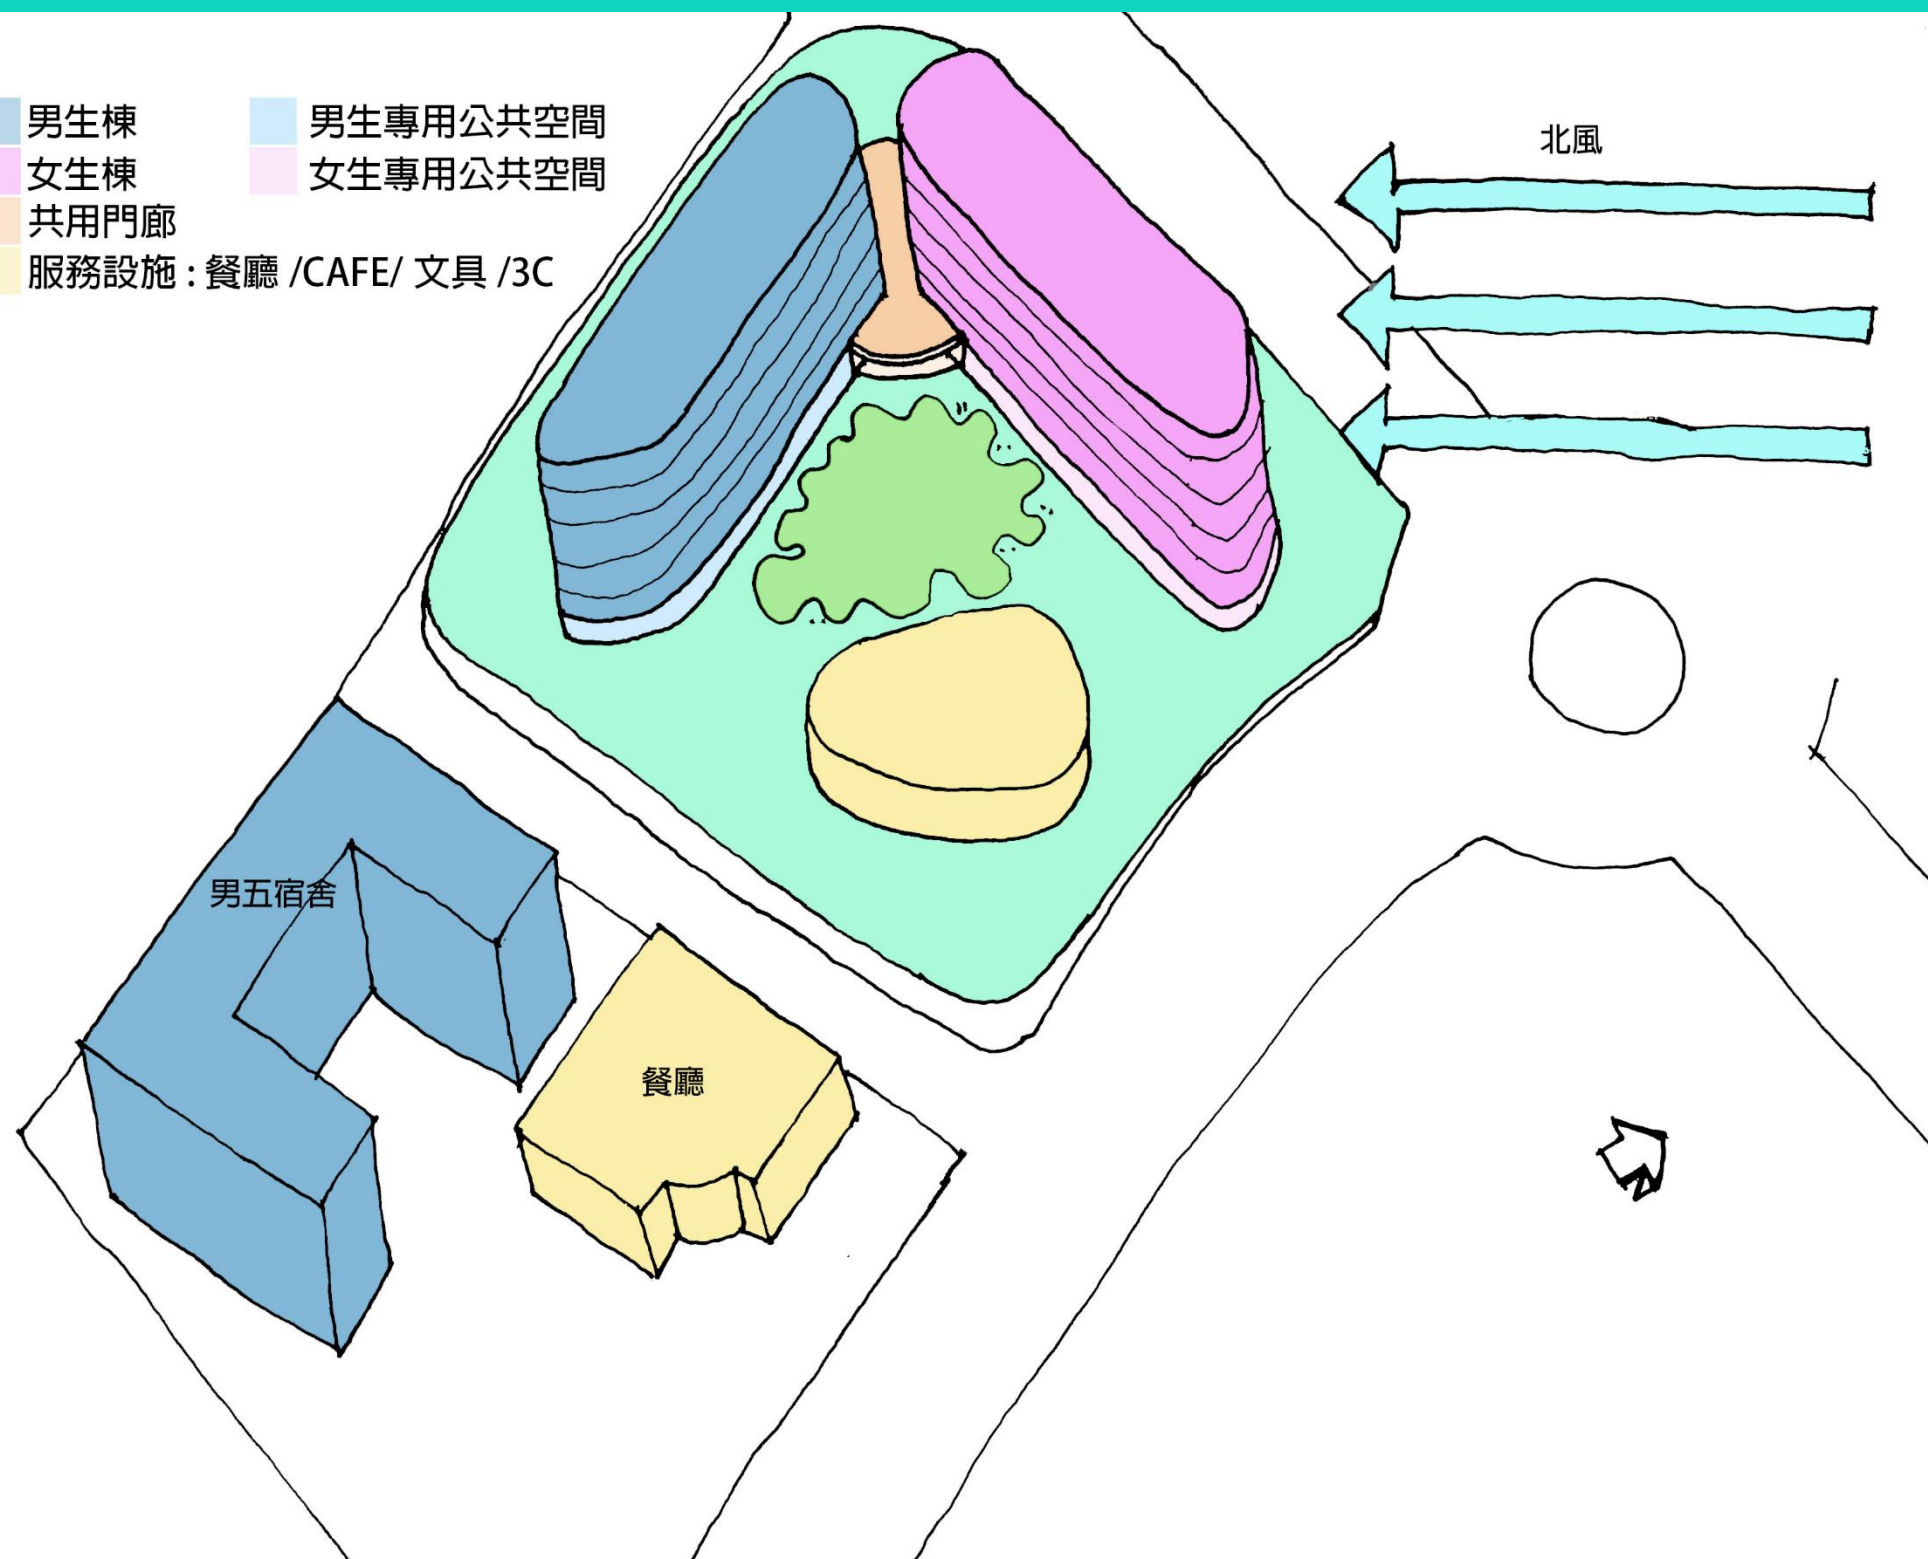 男生棟
男生專用公共空間
女生棟
女生專用公共空間
共用門廊
服務設施 : 餐廳 /CAFE/ 文具 /3C
北風
男五宿舍
餐廳